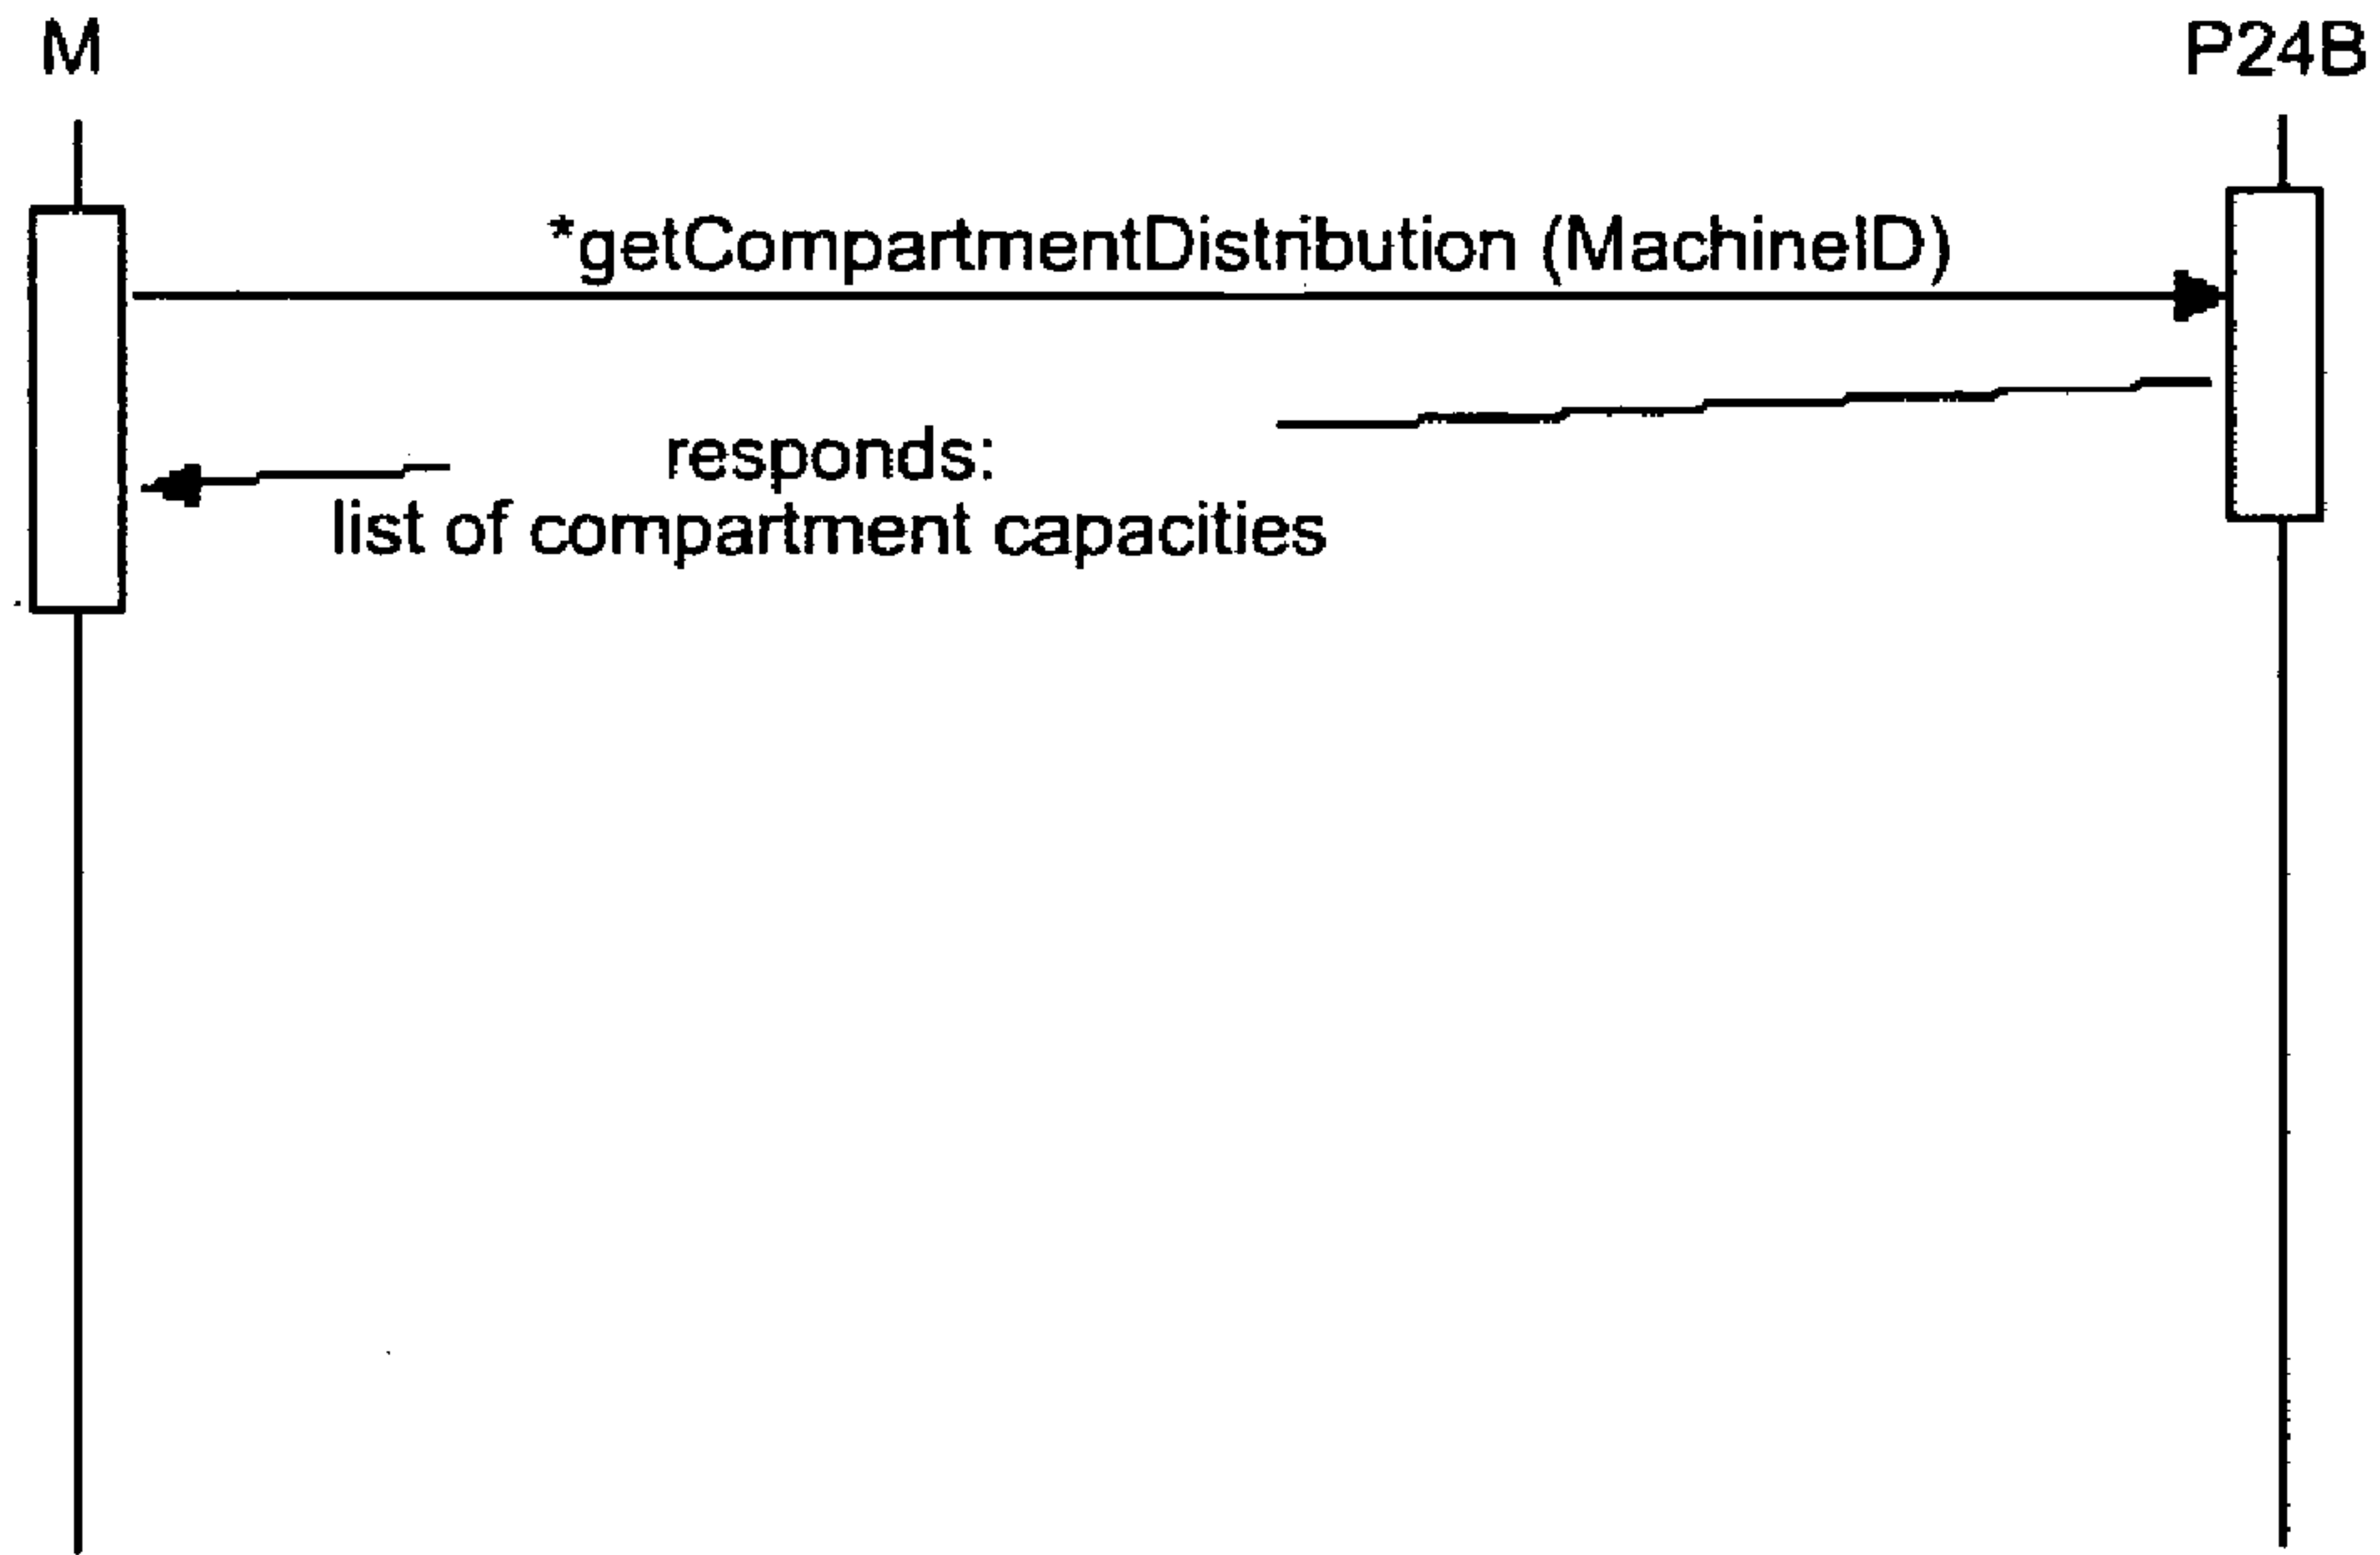 M
P24B
*getCompartmentDistribution (MachineID)
responds:
list of compartment capacities